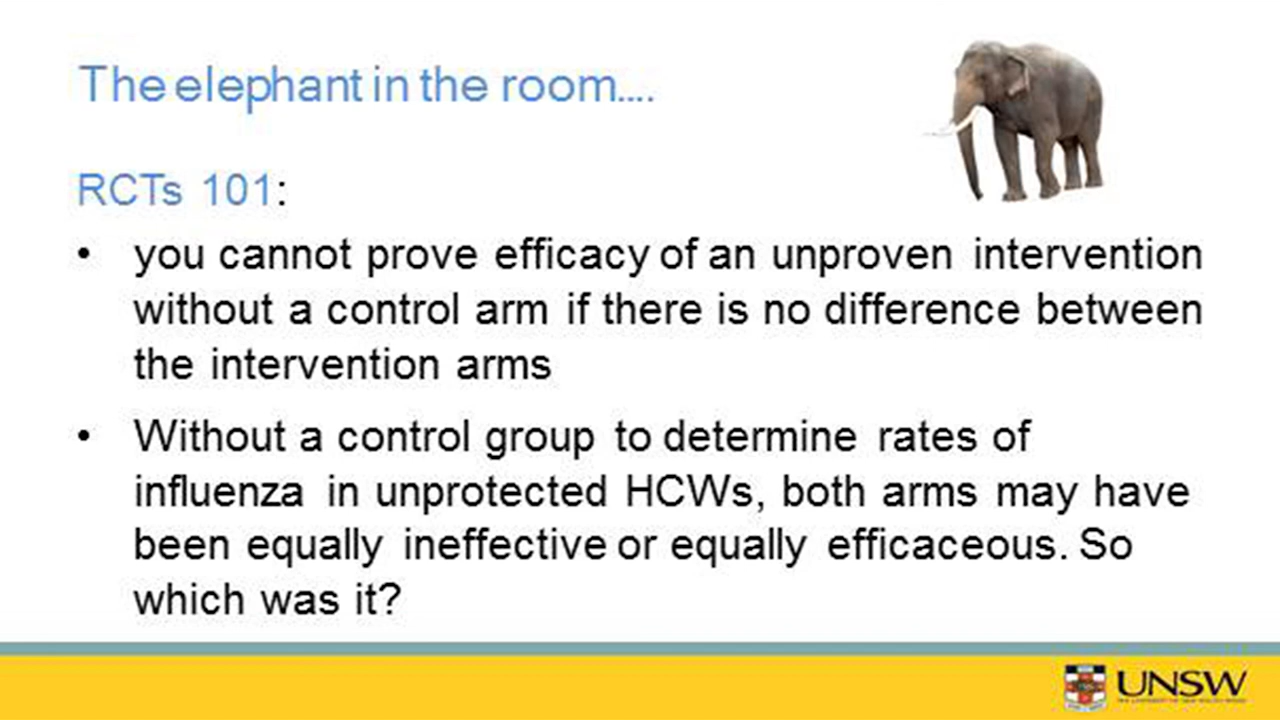 The elephant in the room....
RCTs 101:
• you cannot prove efficacy of an unproven intervention
without a control arm if there is no difference between
the intervention arms
• Without a control group to determine rates of
influenza in unprotected HCWs, both arms may have
been equally ineffective or equally efficaceous. So
which was it?
UNSW